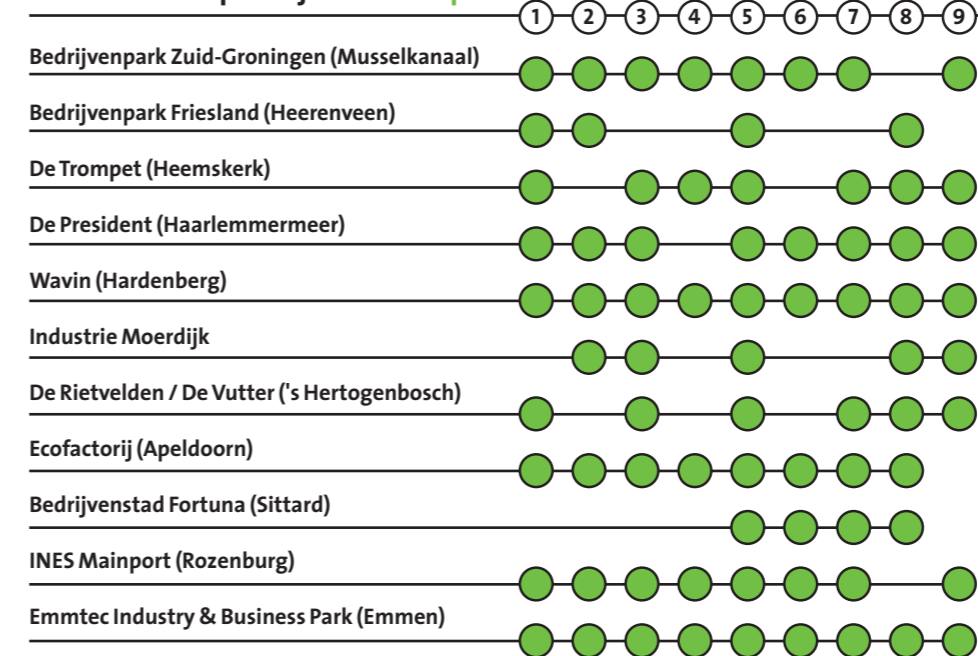 1 2 3 4 5 6 7 8 9
Bedrijvenpark Zuid-Groningen (Musselkanaal)
Bedrijvenpark Friesland (Heerenveen)
De Trompet (Heemskerk)
De President (Haarlemmermeer)
Wavin (Hardenberg)
Industrie Moerdijk
De Rietvelden / De Vutter ('s Hertogenbosch)
Ecofactorij (Apeldoorn)
Bedrijvenstad Fortuna (Sittard)
INES Mainport (Rozenburg)
Emmtec Industry & Business Park (Emmen)